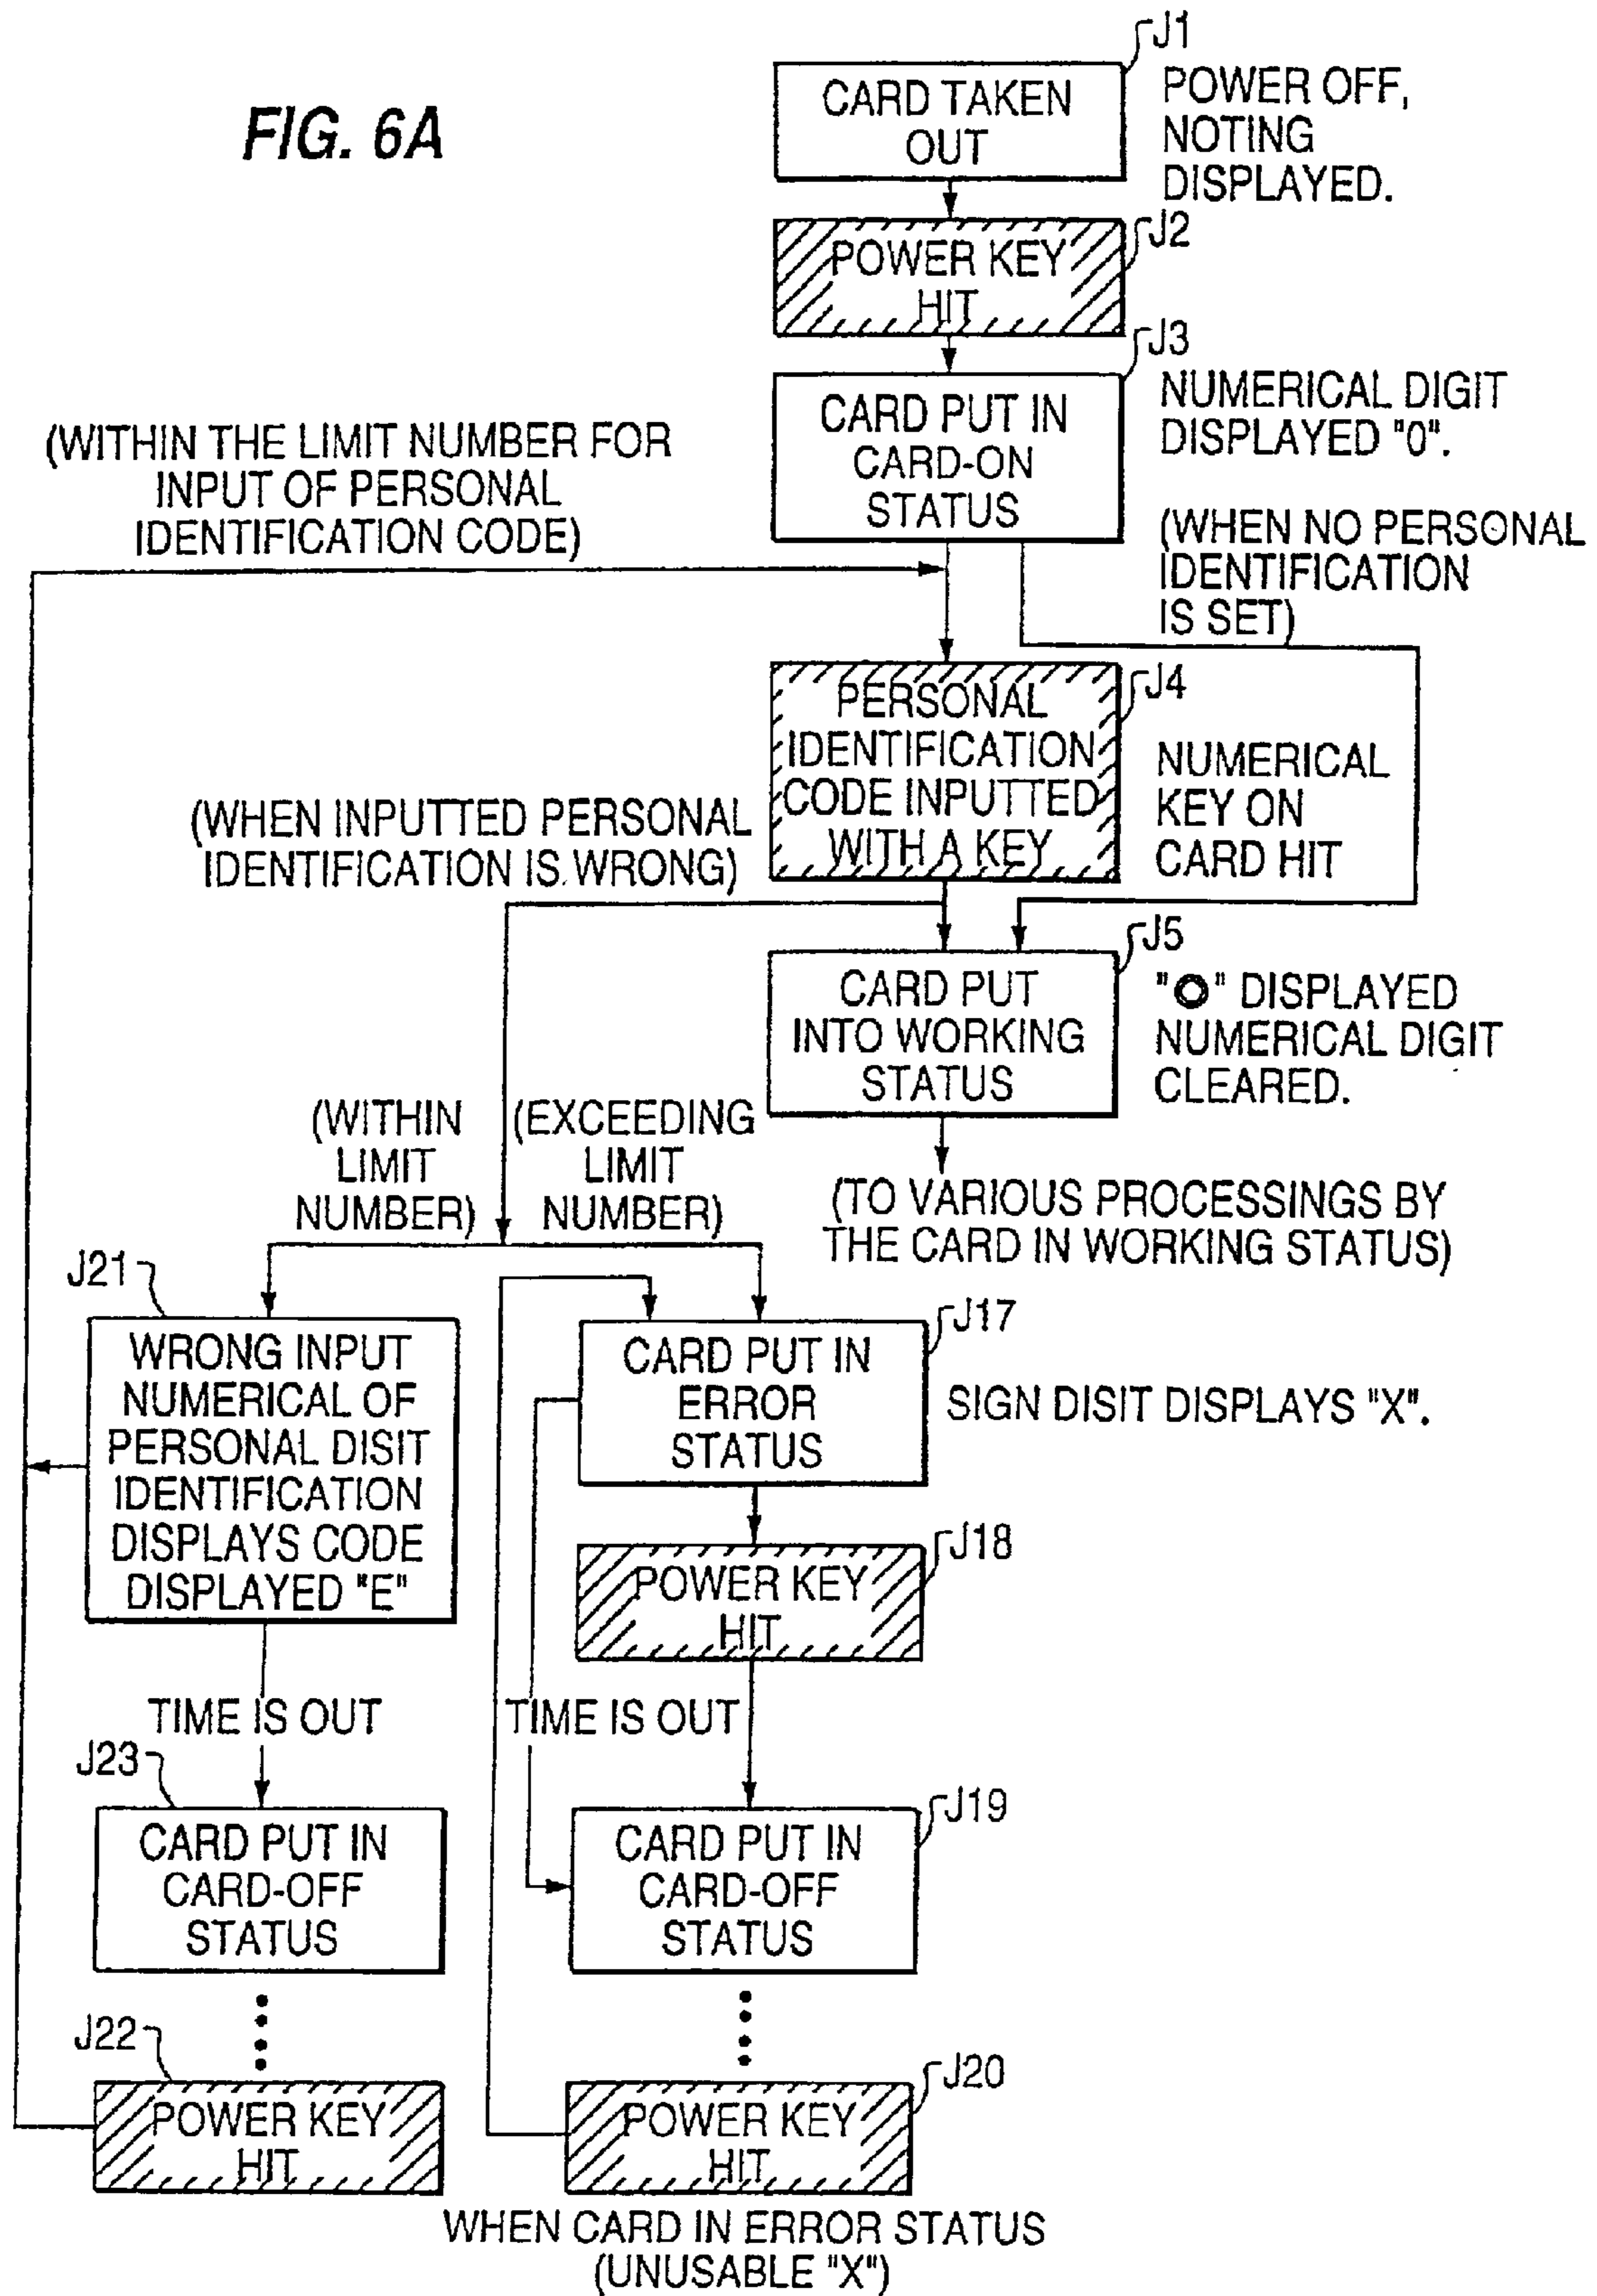 FIG. 6A
J1
CARD TAKEN
OUT
POWER OFF,
NOTING
DISPLAYED.
J2
POWER KEY
HIT
J3
CARD PUT IN
CARD-ON
STATUS
NUMERICAL DIGIT
DISPLAYED "0".
(WITHIN THE LIMIT NUMBER FOR
INPUT OF PERSONAL
IDENTIFICATION CODE)
(WHEN NO PERSONAL
IDENTIFICATION
IS SET)
J4
PERSONAL
IDENTIFICATION
CODE INPUTTED
WITH A KEY
NUMERICAL
KEY ON
CARD HIT
(WHEN INPUTTED PERSONAL
IDENTIFICATION IS WRONG)
J5
CARD PUT
INTO WORKING
STATUS
"◎" DISPLAYED
NUMERICAL DIGIT
CLEARED.
(WITHIN
LIMIT
NUMBER)
(EXCEEDING
LIMIT
NUMBER)
(TO VARIOUS PROCESSINGS BY
THE CARD IN WORKING STATUS)
J21
WRONG INPUT
NUMERICAL OF
PERSONAL DISIT
IDENTIFICATION
DISPLAYS CODE
DISPLAYED "E"
J17
CARD PUT IN
ERROR
STATUS
SIGN DISIT DISPLAYS "X".
J18
POWER KEY
HIT
TIME IS OUT
TIME IS OUT
J23
CARD PUT IN
CARD-OFF
STATUS
J19
CARD PUT IN
CARD-OFF
STATUS
J22
POWER KEY
HIT
J20
POWER KEY
HIT
WHEN CARD IN ERROR STATUS
(UNUSABLE "X")